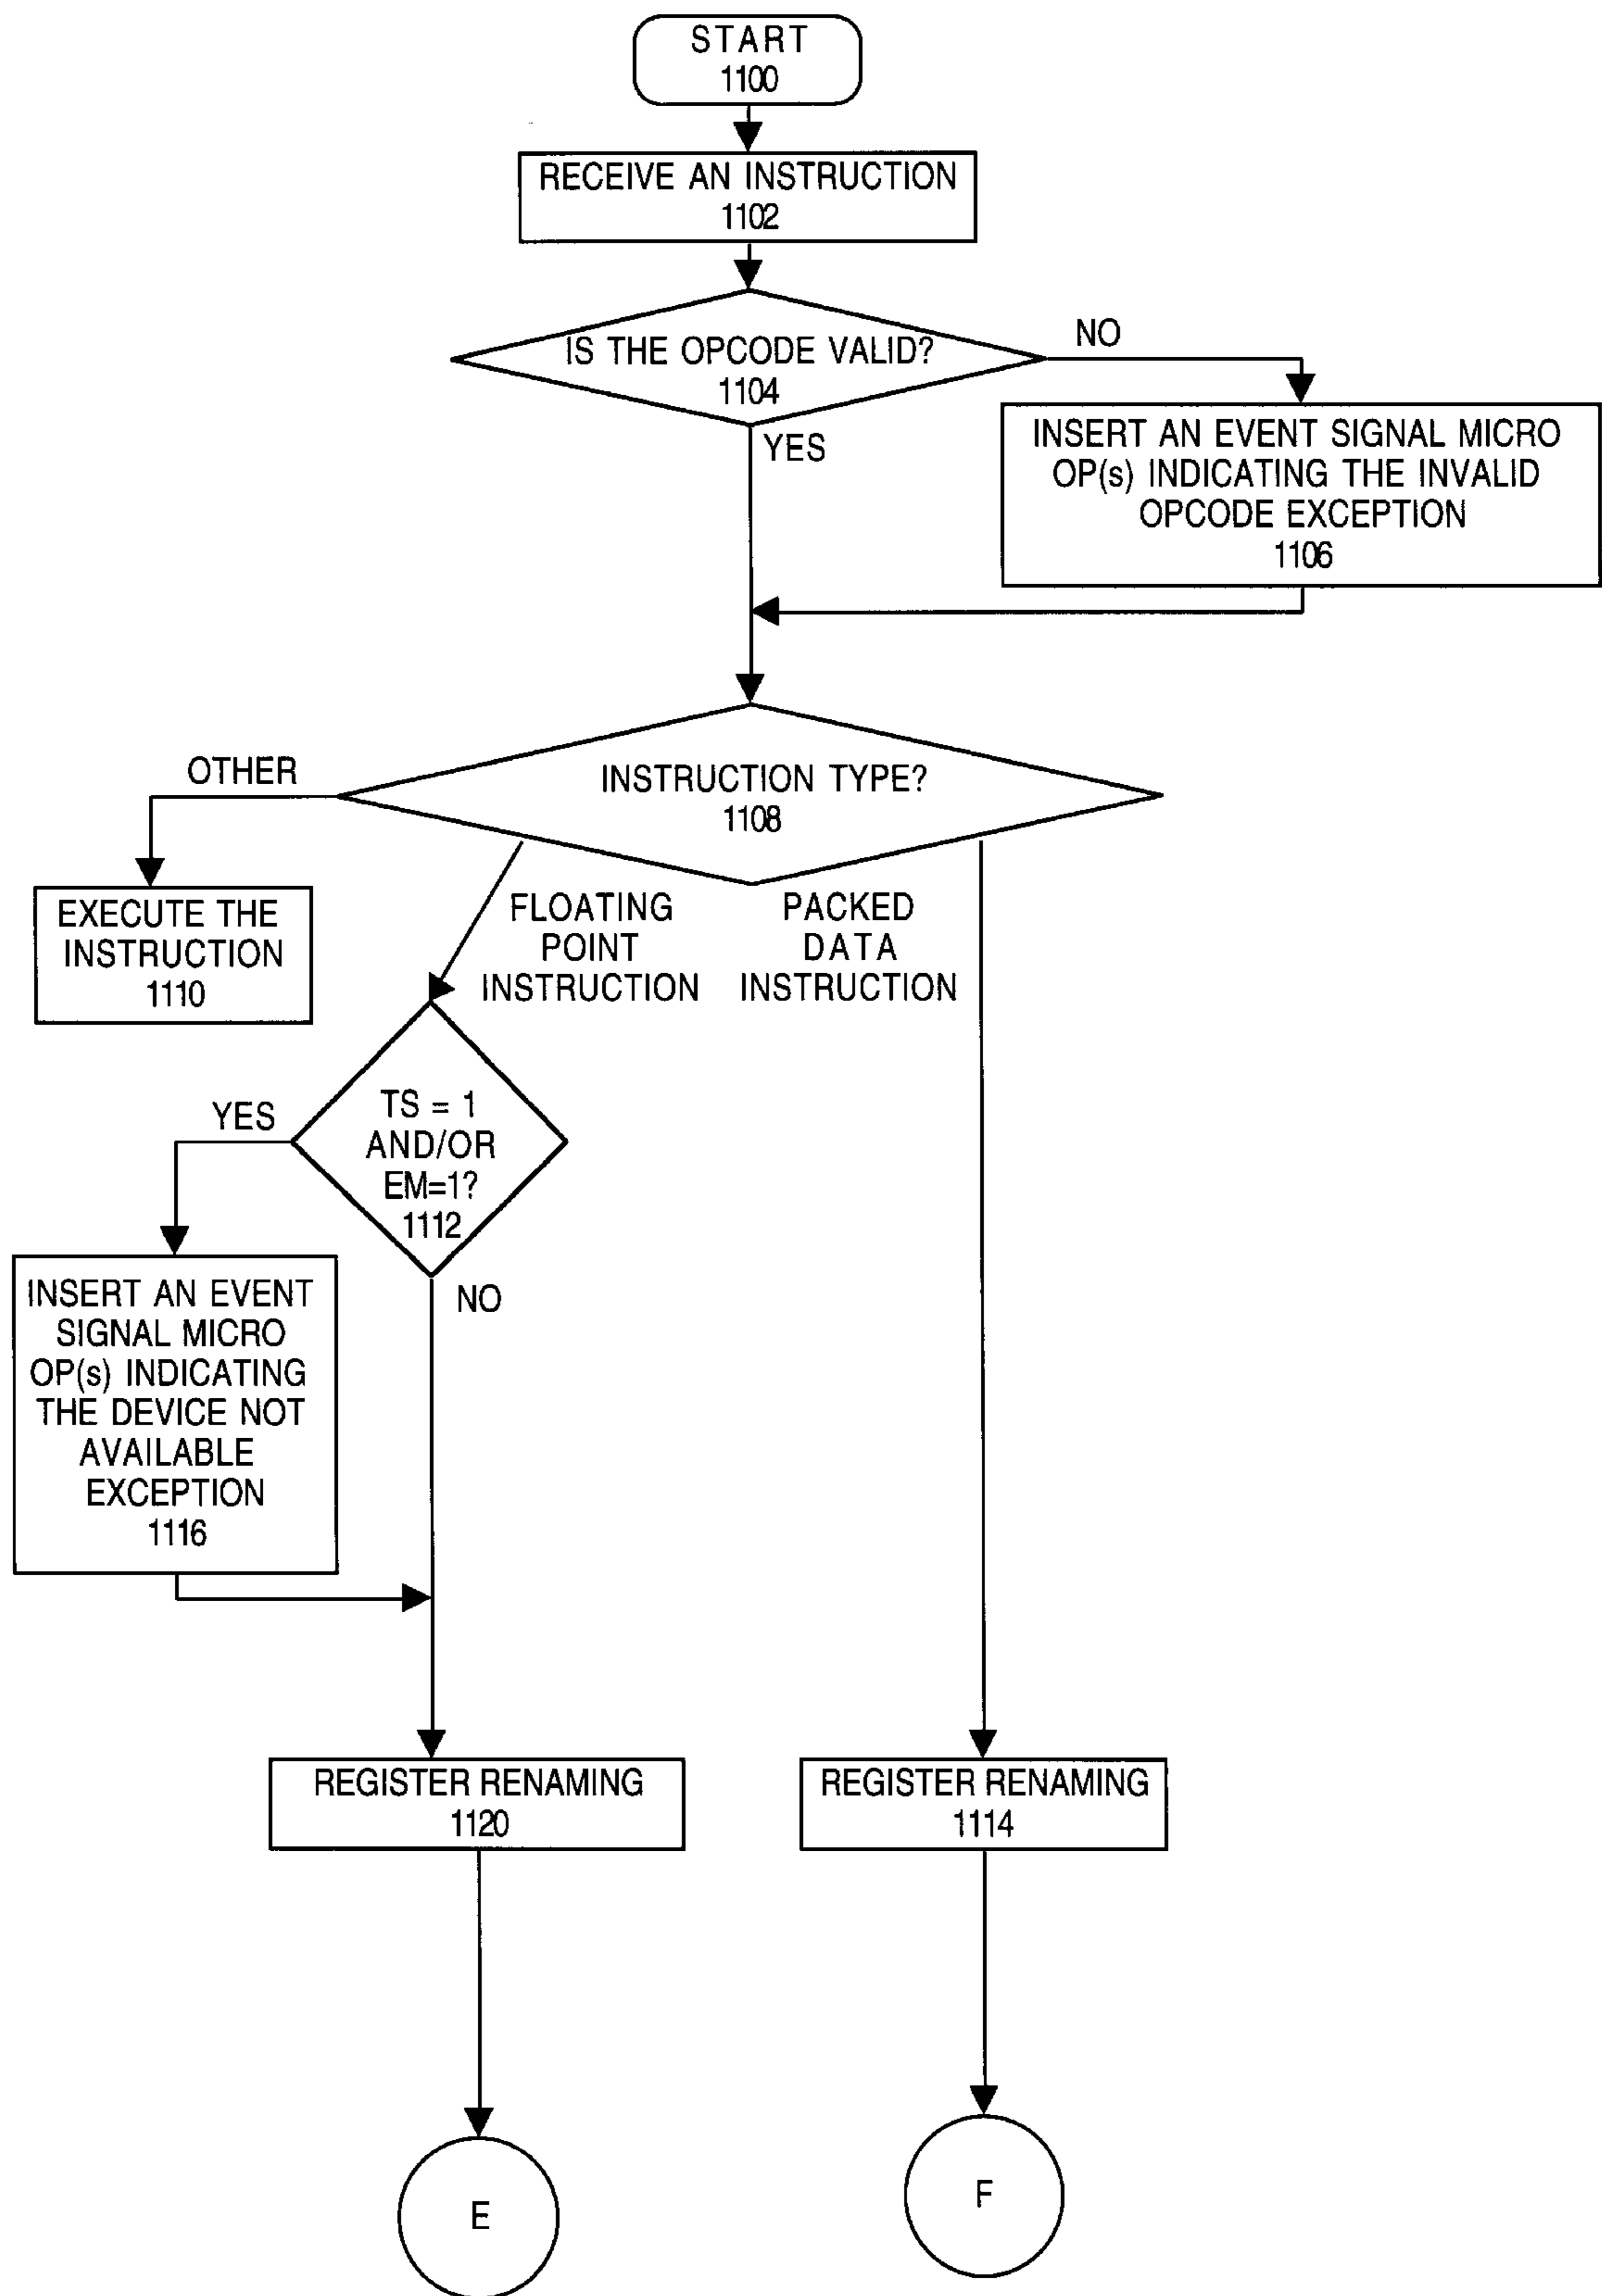 START
1100
RECEIVE AN INSTRUCTION
1102
IS THE OPCODE VALID?
1104
NO
YES
INSERT AN EVENT SIGNAL MICRO
OP(s) INDICATING THE INVALID
OPCODE EXCEPTION
1106
OTHER
INSTRUCTION TYPE?
1108
EXECUTE THE
INSTRUCTION
1110
FLOATING
POINT
INSTRUCTION
PACKED
DATA
INSTRUCTION
YES
TS = 1
AND/OR
EM=1?
1112
NO
INSERT AN EVENT
SIGNAL MICRO
OP(s) INDICATING
THE DEVICE NOT
AVAILABLE
EXCEPTION
1116
REGISTER RENAMING
1120
REGISTER RENAMING
1114
E
F